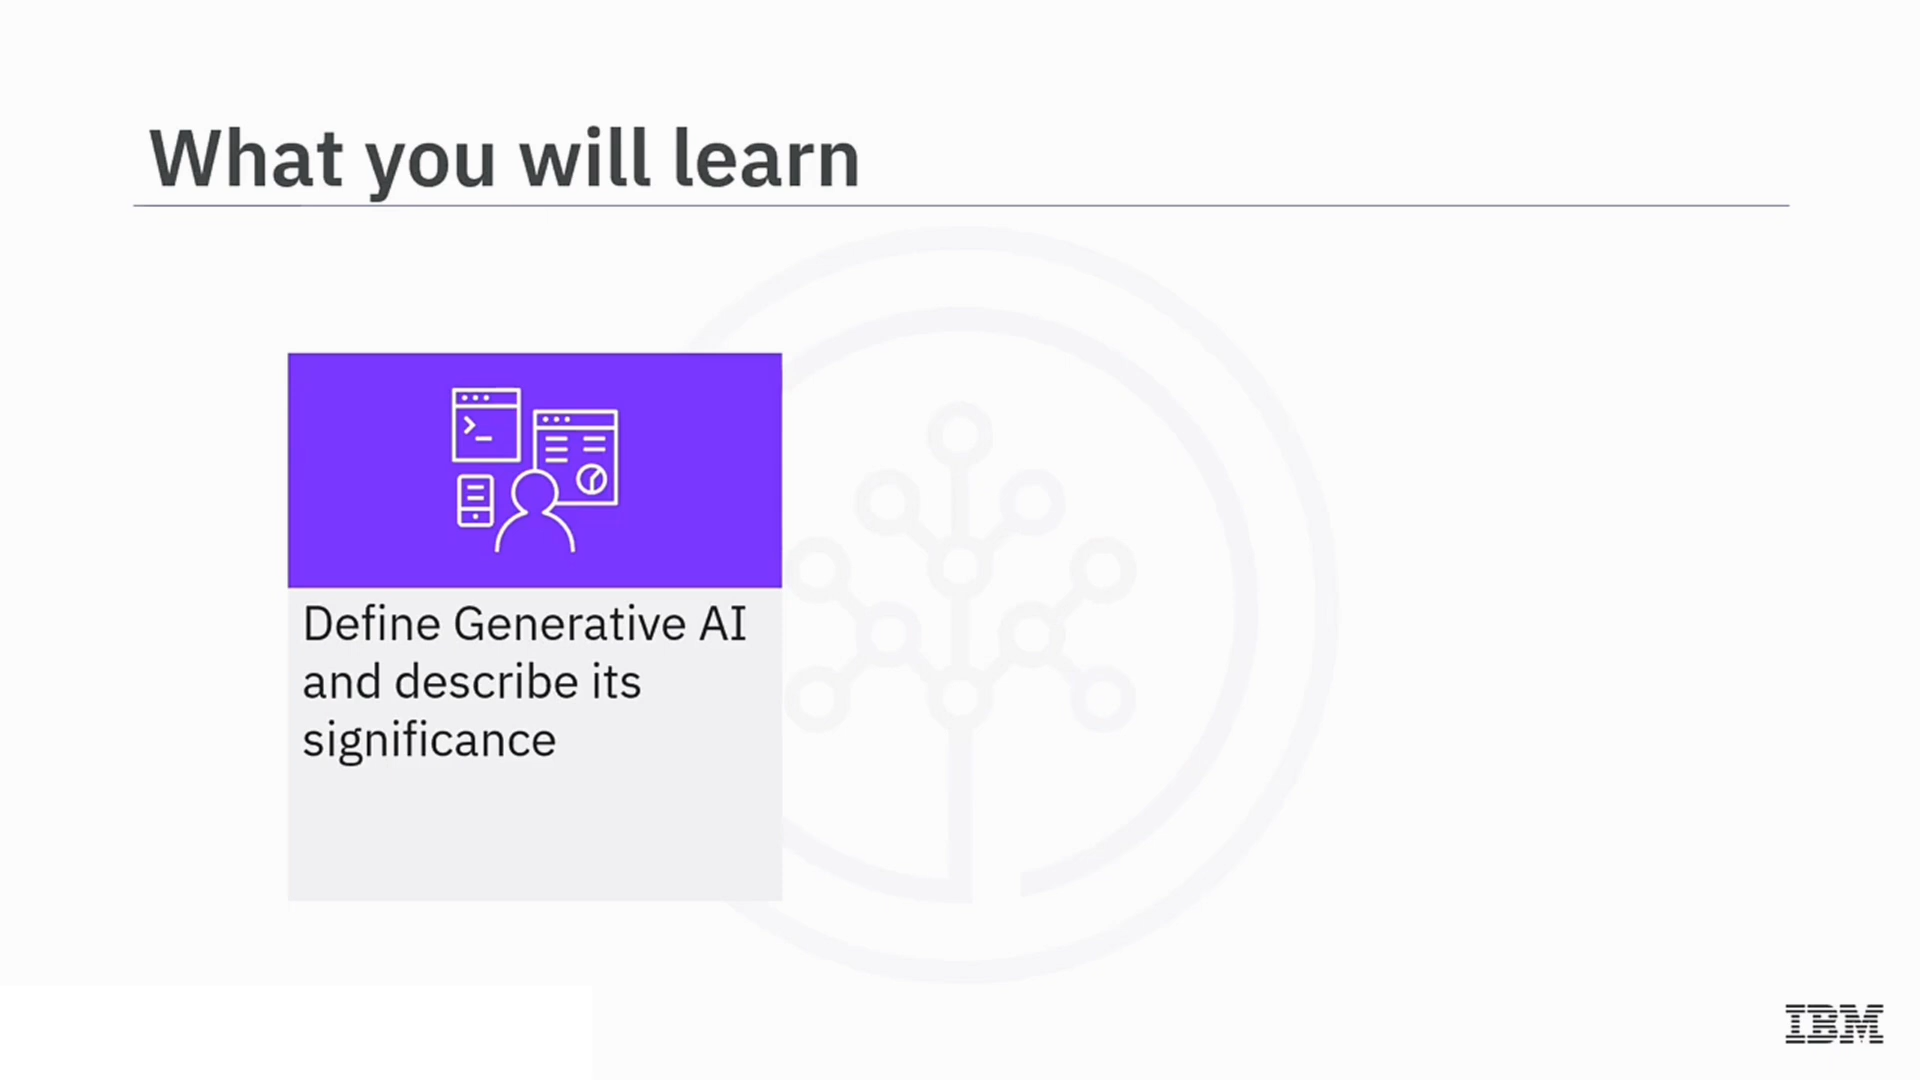 What you will learn
Define Generative AI
and describe its
significance
IBM